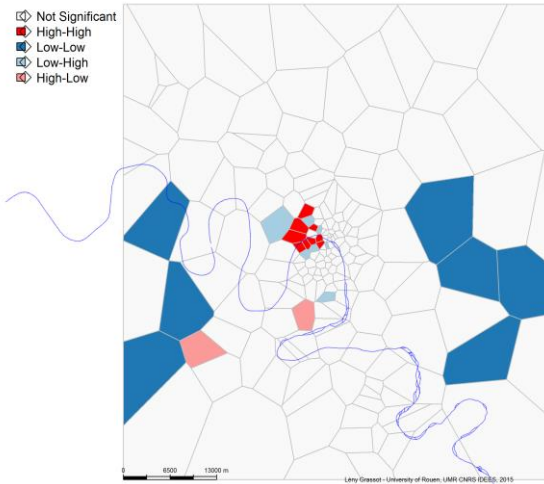 Not Significant
High-High
Low-Low
Low-High
High-Low
0 6500 13000 m
Lény Grassot - University of Rouen, UMR CNRS IDEES, 2015